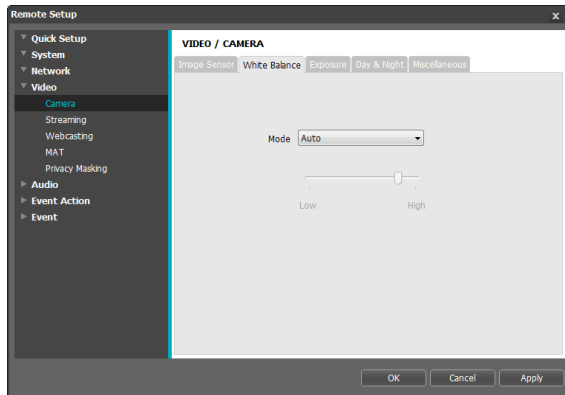 Remote Setup
x
Quick Setup
System
Network
Video
Camera
Streaming
Webcasting
MAT
Privacy Masking
Audio
Event Action
Event
VIDEO / CAMERA
Image Sensor White Balance Exposure Day & Night Miscellaneous
Mode Auto
Low High
OK Cancel Apply